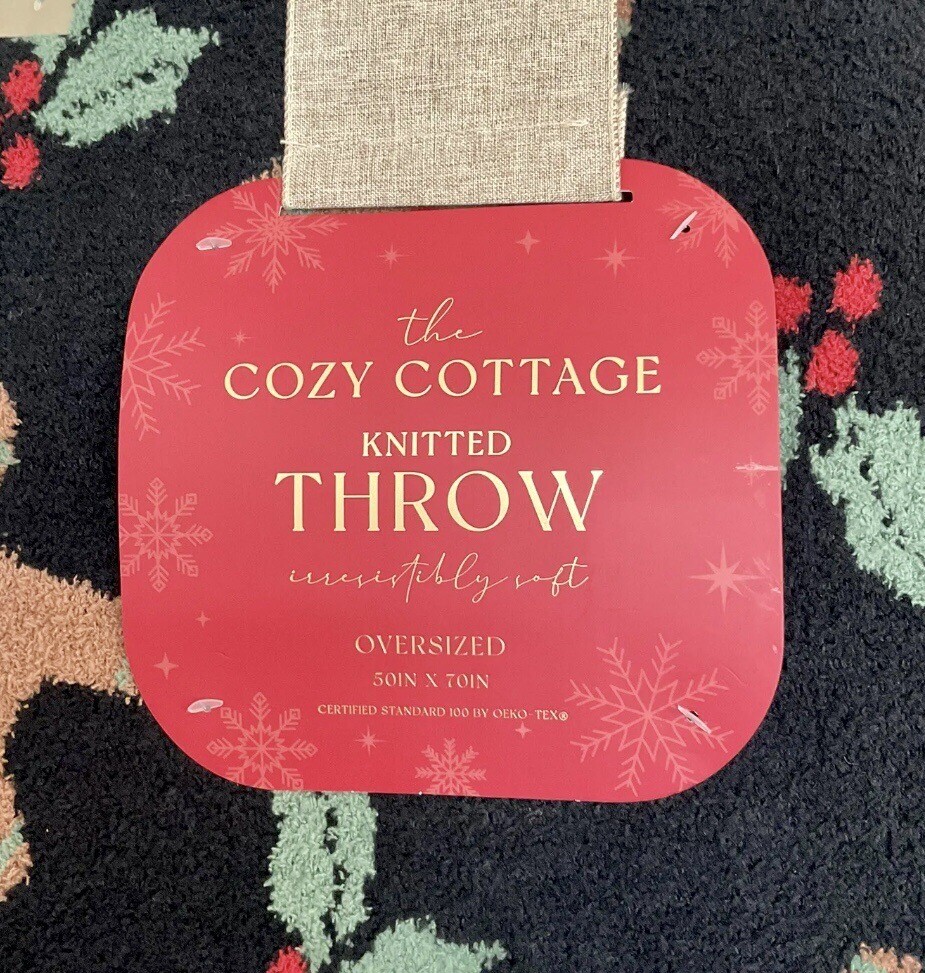 the
COZY COTTAGE
KNITTED
THROW
irresistibly soft
OVERSIZED
50IN X 70IN
CERTIFIED STANDARD 100 BY OEKO-TEX®